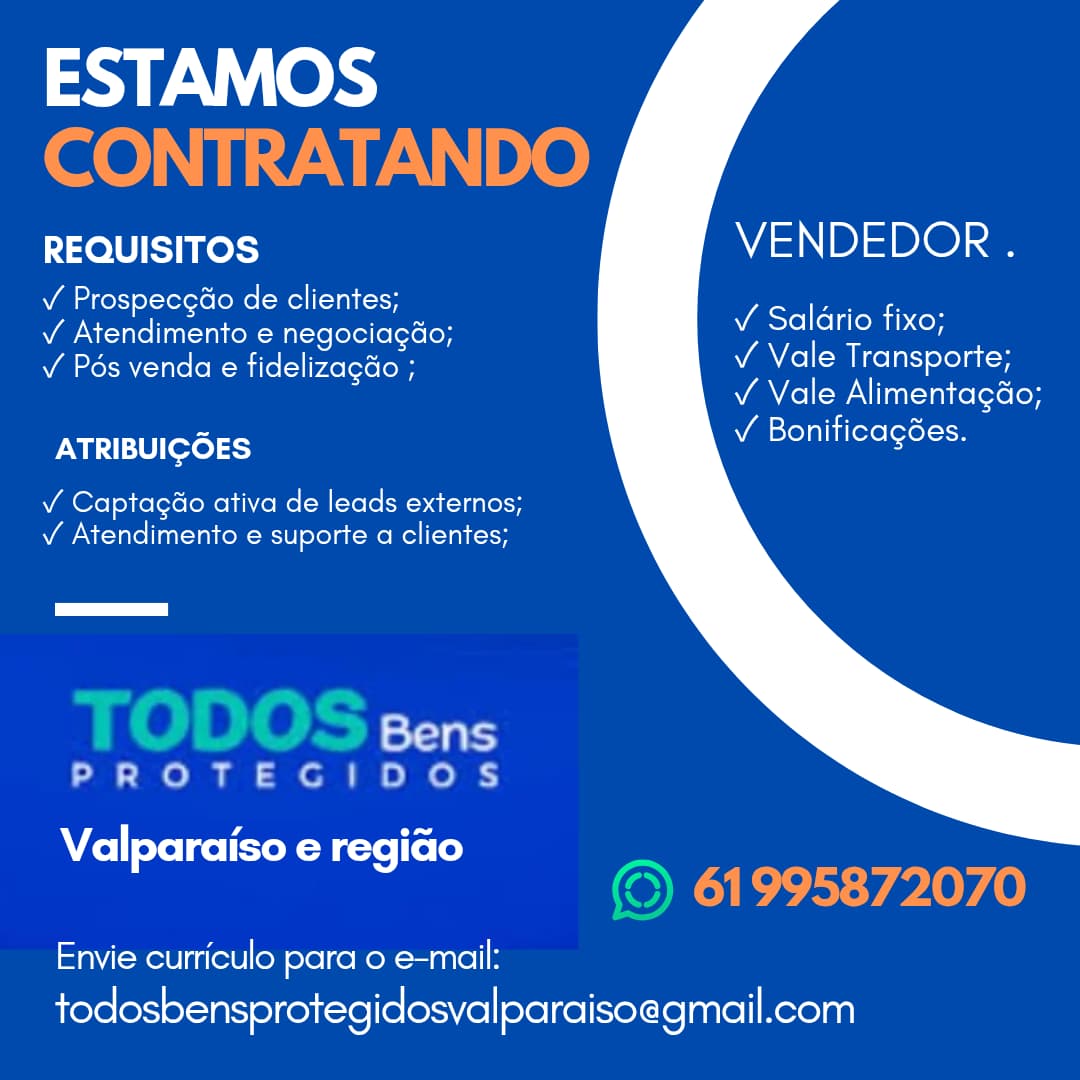 ESTAMOS
CONTRATANDO
REQUISITOS
✓ Prospecção de clientes;
✓ Atendimento e negociação;
✓ Pós venda e fidelização ;
ATRIBUIÇÕES
✓ Captação ativa de leads externos;
✓ Atendimento e suporte a clientes;
VENDEDOR .
✓ Salário fixo;
✓ Vale Transporte;
✓ Vale Alimentação;
✓ Bonificações.
TODOS Bens
PROTEGIDOS
Valparaíso e região
61 995872070
Envie currículo para o e-mail:
todosbensprotegidosvalparaiso@gmail.com